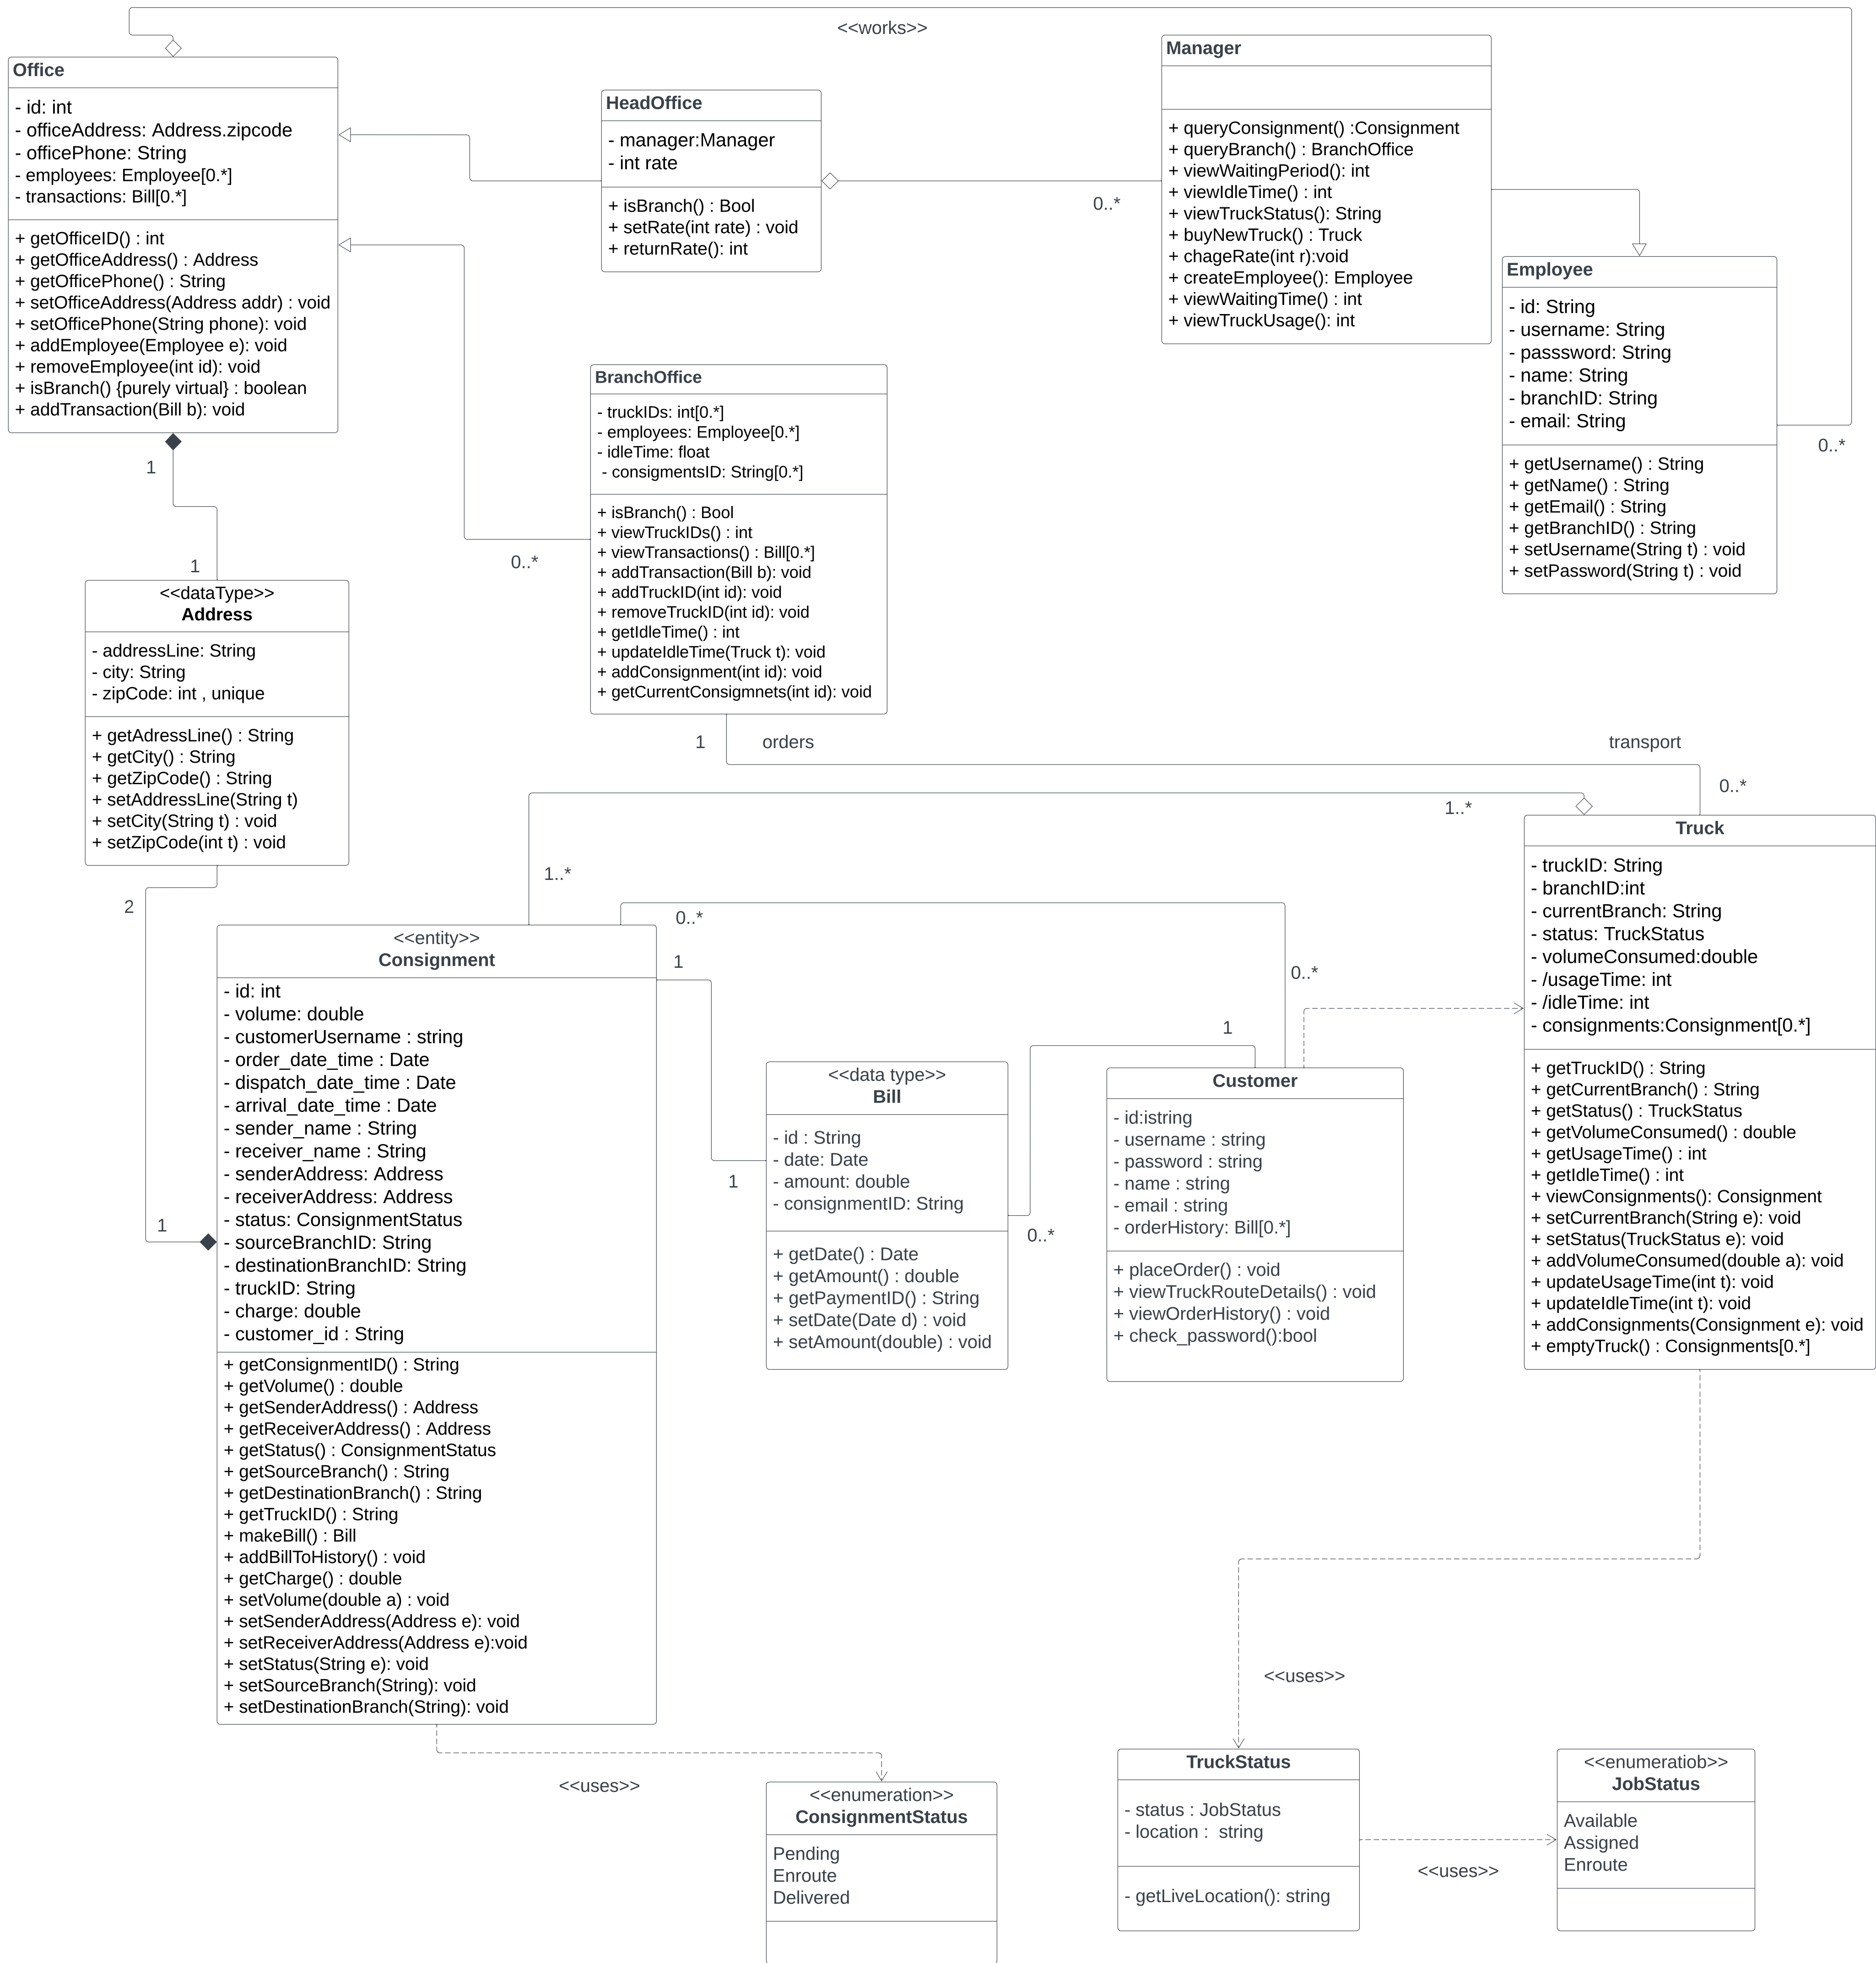 <<works>>
Office
- id: int
- officeAddress: Address.zipcode
- officePhone: String
- employees: Employee[0.*]
- transactions: Bill[0.*]
+ getOfficeID() : int
+ getOfficeAddress() : Address
+ getOfficePhone() : String
+ setOfficeAddress(Address addr) : void
+ setOfficePhone(String phone): void
+ addEmployee(Employee e): void
+ removeEmployee(int id): void
+ isBranch() {purely virtual} : boolean
+ addTransaction(Bill b): void
1
1
HeadOffice
- manager:Manager
- int rate
+ isBranch() : Bool
+ setRate(int rate) : void
+ returnRate(): int
0..*
Manager
+ queryConsignment() :Consignment
+ queryBranch() : BranchOffice
+ viewWaitingPeriod(): int
+ viewIdleTime() : int
+ viewTruckStatus(): String
+ buyNewTruck() : Truck
+ chageRate(int r):void
+ createEmployee(): Employee
+ viewWaitingTime() : int
+ viewTruckUsage(): int
Employee
- id: String
- username: String
- passsword: String
- name: String
- branchID: String
- email: String
+ getUsername() : String
+ getName() : String
+ getEmail() : String
+ getBranchID() : String
+ setUsername(String t) : void
+ setPassword(String t) : void
0..*
BranchOffice
- truckIDs: int[0.*]
- employees: Employee[0.*]
- idleTime: float
- consigmentsID: String[0.*]
+ isBranch() : Bool
+ viewTruckIDs() : int
+ viewTransactions() : Bill[0.*]
+ addTransaction(Bill b): void
+ addTruckID(int id): void
+ removeTruckID(int id): void
+ getIdleTime() : int
+ updateIdleTime(Truck t): void
+ addConsignment(int id): void
+ getCurrentConsigmnets(int id): void
0..*
1
orders
transport
0..*
<<dataType>>
Address
- addressLine: String
- city: String
- zipCode: int , unique
+ getAdressLine() : String
+ getCity() : String
+ getZipCode() : String
+ setAddressLine(String t)
+ setCity(String t) : void
+ setZipCode(int t) : void
2
1
1..*
1..*
0..*
0..*
1
1
1
0..*
<<entity>>
Consignment
- id: int
- volume: double
- customerUsername : string
- order_date_time : Date
- dispatch_date_time : Date
- arrival_date_time : Date
- sender_name : String
- receiver_name : String
- senderAddress: Address
- receiverAddress: Address
- status: ConsignmentStatus
- sourceBranchID: String
- destinationBranchID: String
- truckID: String
- charge: double
- customer_id : String
+ getConsignmentID() : String
+ getVolume() : double
+ getSenderAddress() : Address
+ getReceiverAddress() : Address
+ getStatus() : ConsignmentStatus
+ getSourceBranch() : String
+ getDestinationBranch() : String
+ getTruckID() : String
+ makeBill() : Bill
+ addBillToHistory() : void
+ getCharge() : double
+ setVolume(double a) : void
+ setSenderAddress(Address e): void
+ setReceiverAddress(Address e):void
+ setStatus(String e): void
+ setSourceBranch(String): void
+ setDestinationBranch(String): void
<<data type>>
Bill
- id : String
- date: Date
- amount: double
- consignmentID: String
+ getDate() : Date
+ getAmount() : double
+ getPaymentID() : String
+ setDate(Date d) : void
+ setAmount(double) : void
Customer
- id:istring
- username : string
- password : string
- name : string
- email : string
- orderHistory: Bill[0.*]
+ placeOrder() : void
+ viewTruckRouteDetails() : void
+ viewOrderHistory() : void
+ check_password():bool
Truck
- truckID: String
- branchID:int
- currentBranch: String
- status: TruckStatus
- volumeConsumed:double
- /usageTime: int
- /idleTime: int
- consignments:Consignment[0.*]
+ getTruckID() : String
+ getCurrentBranch() : String
+ getStatus() : TruckStatus
+ getVolumeConsumed() : double
+ getUsageTime() : int
+ getIdleTime() : int
+ viewConsignments(): Consignment
+ setCurrentBranch(String e): void
+ setStatus(TruckStatus e): void
+ addVolumeConsumed(double a): void
+ updateUsageTime(int t): void
+ updateIdleTime(int t): void
+ addConsignments(Consignment e): void
+ emptyTruck() : Consignments[0.*]
<<uses>>
<<uses>>
<<enumeration>>
ConsignmentStatus
Pending
Enroute
Delivered
TruckStatus
- status : JobStatus
- location :  string
- getLiveLocation(): string
<<uses>>
<<enumeratiob>>
JobStatus
Available
Assigned
Enroute